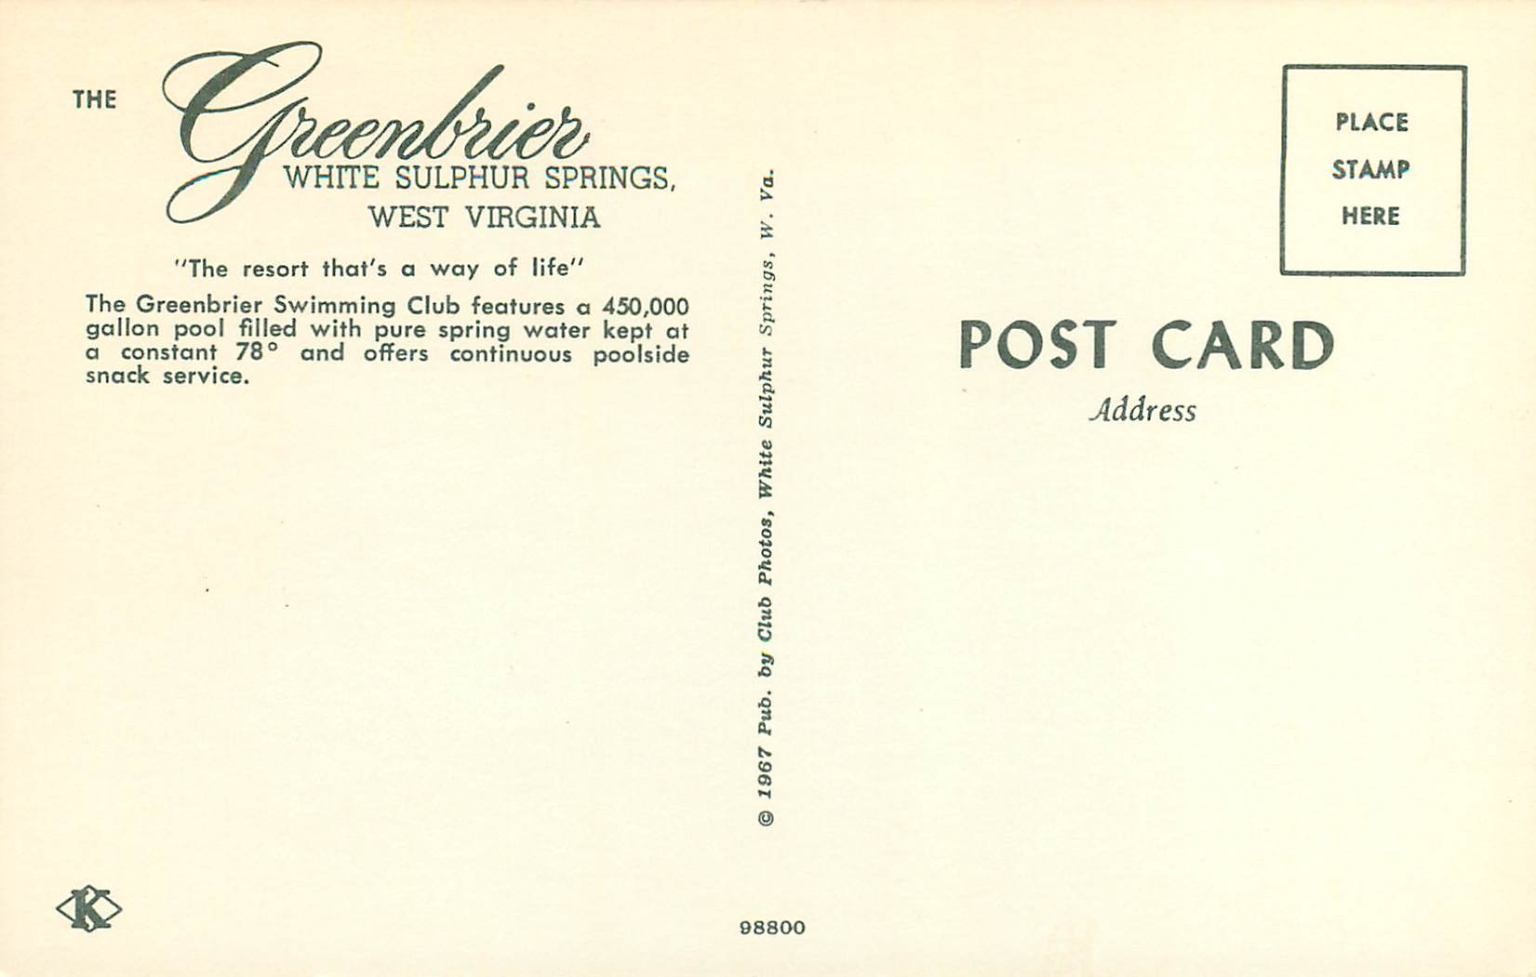 THE Greenbrier
WHITE SULPHUR SPRINGS,
WEST VIRGINIA
"The resort that's a way of life"
The Greenbrier Swimming Club features a 450,000
gallon pool filled with pure spring water kept at
a constant 78° and offers continuous poolside
snack service.
© 1967 Pub. by Club Photos, White Sulphur Springs, W. Va.
PLACE
STAMP
HERE
POST CARD
Address
K
98800